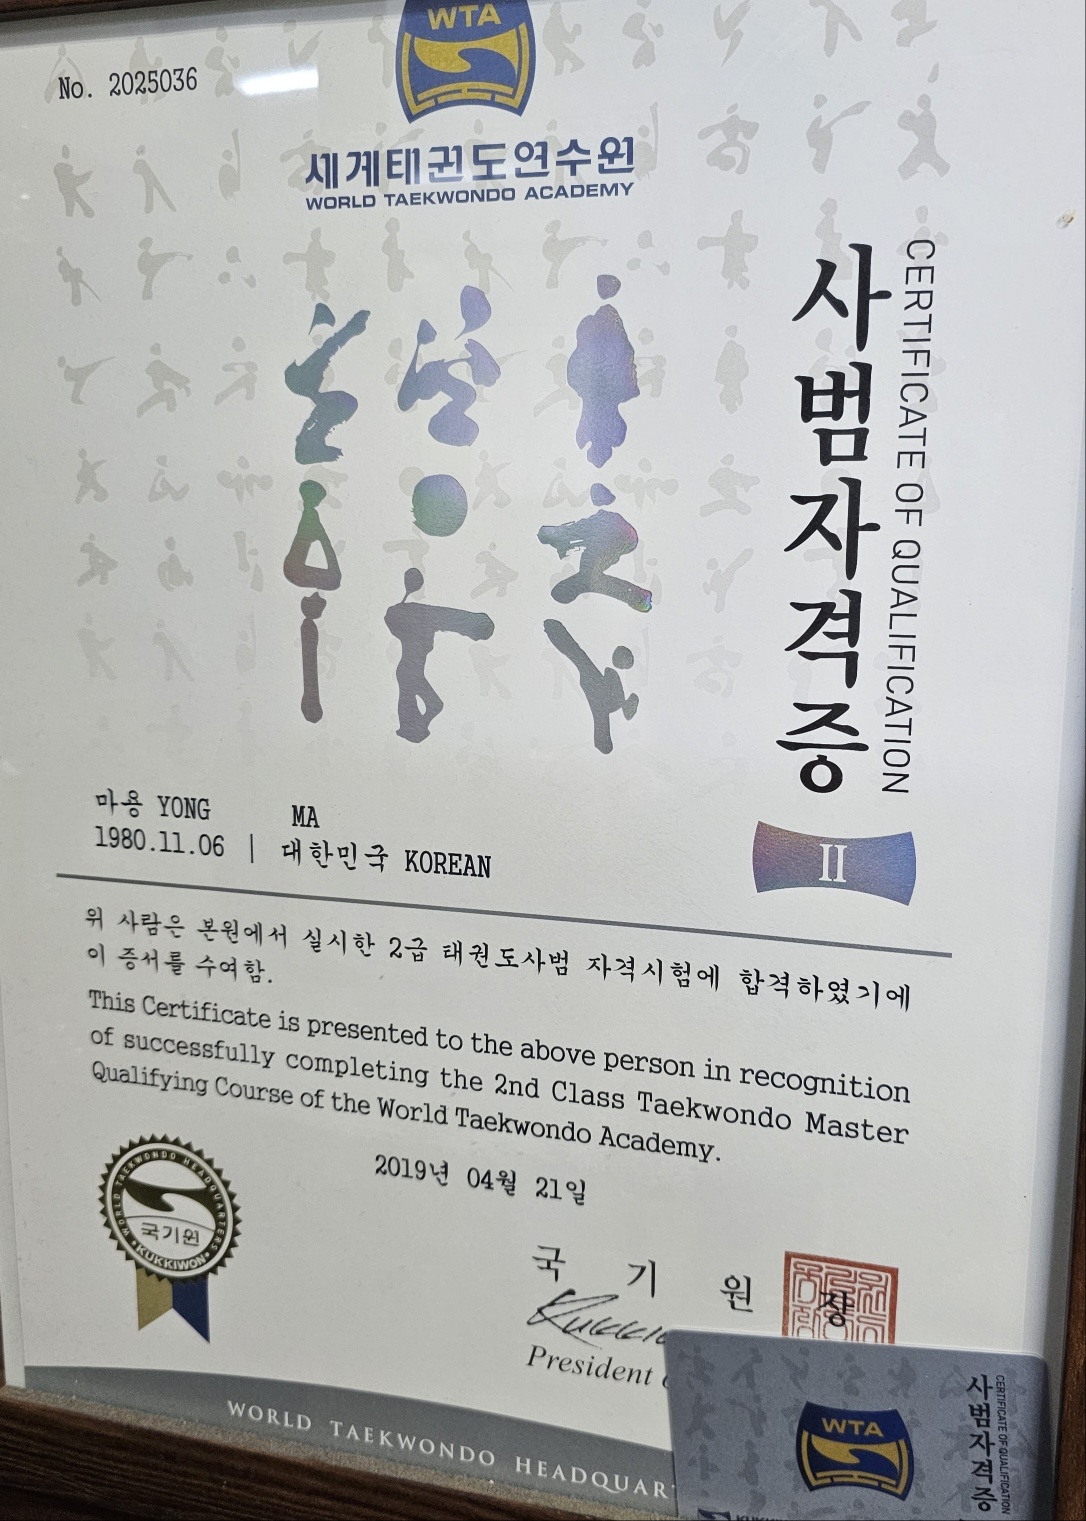 WTA
No. 2025036
세계태권도연수원
WORLD TAEKWONDO ACADEMY
사범자격증
CERTIFICATE OF QUALIFICATION
II
마용 YONG MA
1980.11.06 | 대한민국 KOREAN
위 사람은 본원에서 실시한 2급 태권도사범 자격시험에 합격하였기에
이 증서를 수여함.
This Certificate is presented to the above person in recognition
of successfully completing the 2nd Class Taekwondo Master
Qualifying Course of the World Taekwondo Academy.
2019년 04월 21일
WORLD TAEKWONDO HEADQUARTERS
국기원
KUKKIWON
국 기 원 장
President
WORLD TAEKWONDO HEADQUAR
WTA
사범자격증
CERTIFICATE OF QUALIFICATION